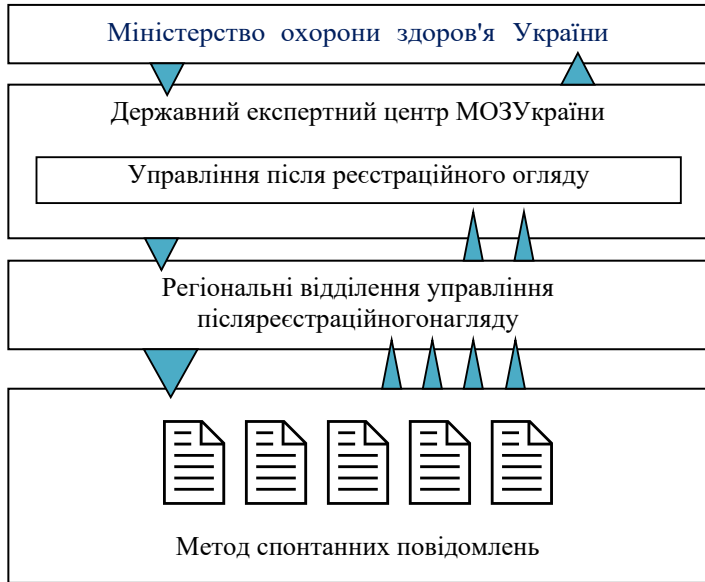 Міністерство охорони здоров'я України
Державний експертний центр МОЗУкраїни
Управління після реєстраційного огляду
Регіональні відділення управління
післяреєстраційногонагляду
Метод спонтанних повідомлень